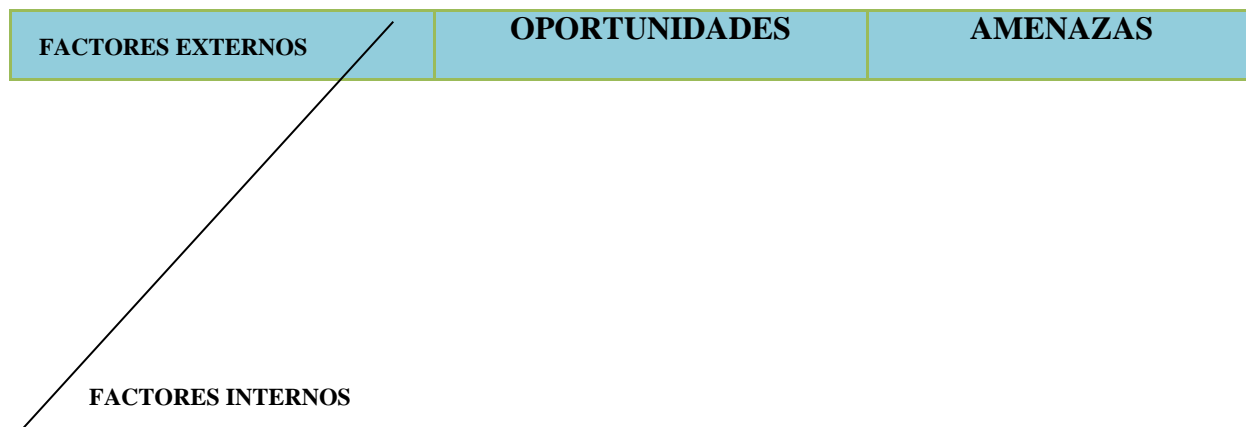 FACTORES EXTERNOS
OPORTUNIDADES
AMENAZAS
FACTORES INTERNOS